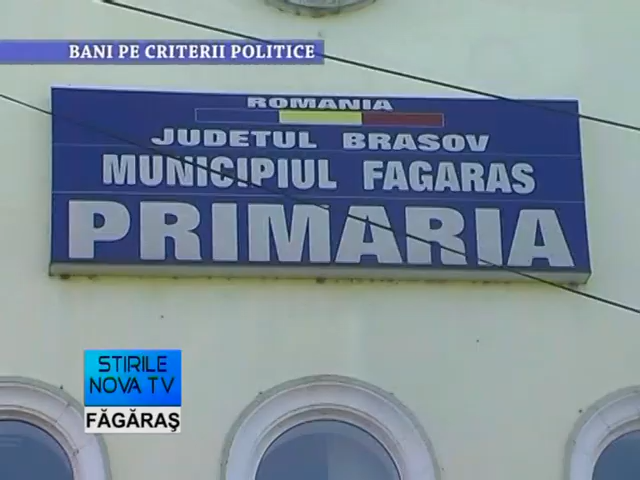 BANI PE CRITERII POLITICE
ROMANIA
JUDETUL BRASOV
MUNICIPIUL FAGARAS
PRIMARIA
STIRILE
NOVA TV
FĂGĂRAŞ